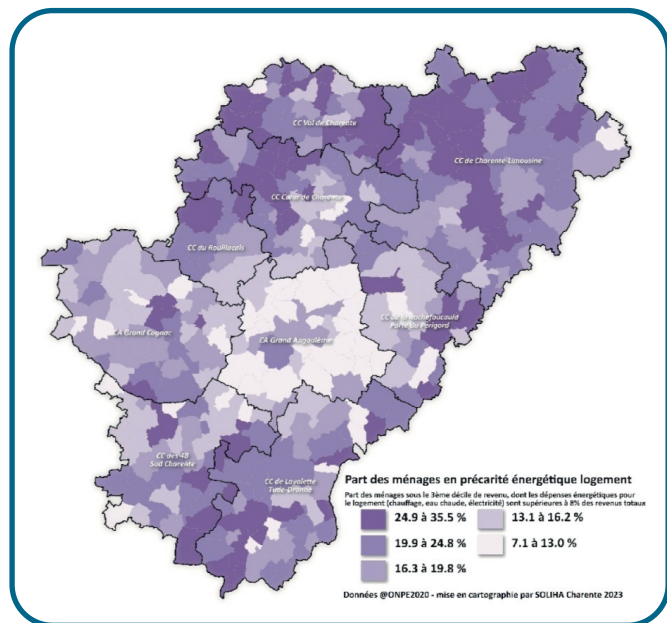 CC Val de Charente
CC de Charente-Limousine
CC Cœur de Charente
CC du Rouillacais
CC de la Rochefoucauld
Porte du Périgord
CA Grand Cognac
CA Grand Angoulême
CC des 4B
Sud Charente
CC de Lavalette
Tude-Dronne
Part des ménages en précarité énergétique logement
Part des ménages sous le 3ème décile de revenu, dont les dépenses énergétiques pour
le logement (chauffage, eau chaude, électricité) sont supérieures à 8% des revenus totaux
24.9 à 35.5 %
13.1 à 16.2 %
19.9 à 24.8 %
7.1 à 13.0 %
16.3 à 19.8 %
Données @ONPE2020 - mise en cartographie par SOLIHA Charente 2023